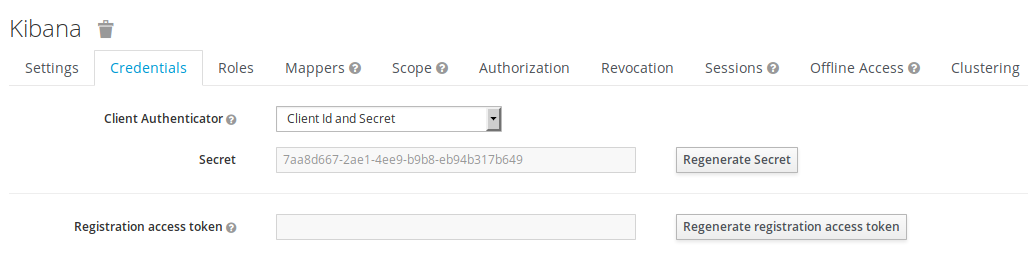 Kibana
Settings Credentials Roles Mappers Scope Authorization Revocation Sessions Offline Access Clustering
Client Authenticator Client Id and Secret
Secret 7aa8d667-2ae1-4ee9-b9b8-eb94b317b649 Regenerate Secret
Registration access token Regenerate registration access token